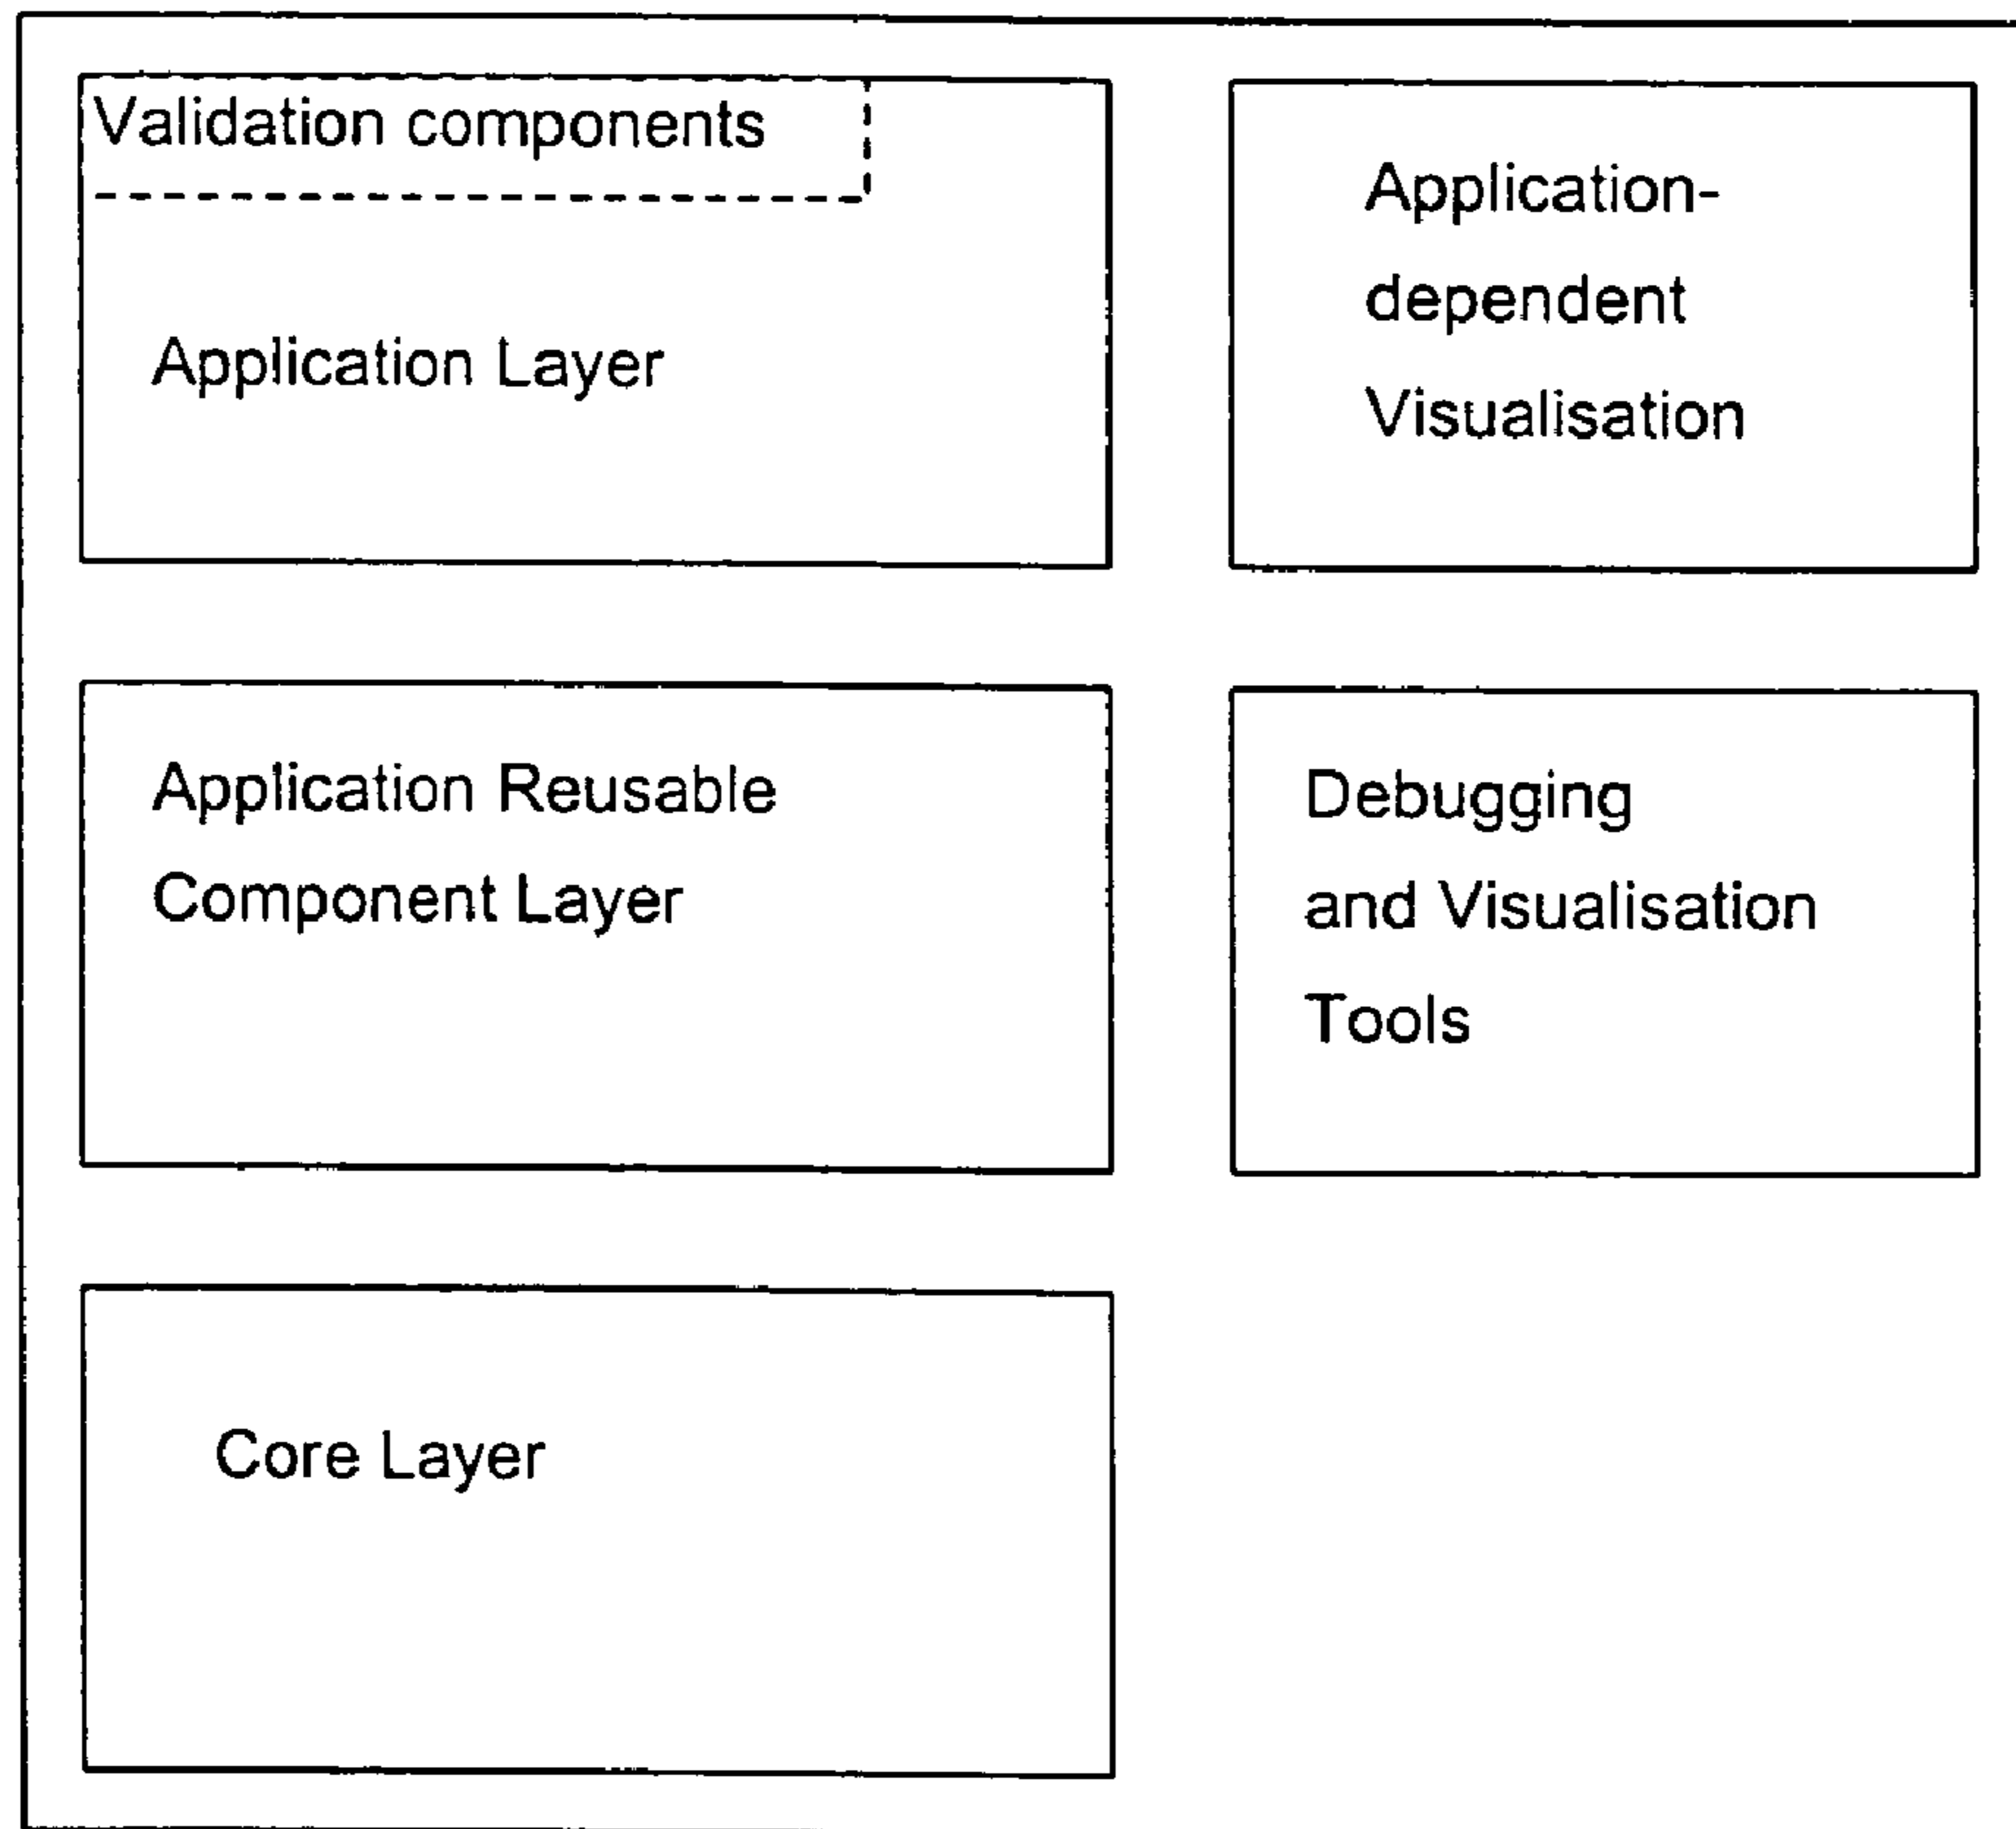 Validation components
Application Layer
Application-
dependent
Visualisation
Application Reusable
Component Layer
Debugging
and Visualisation
Tools
Core Layer